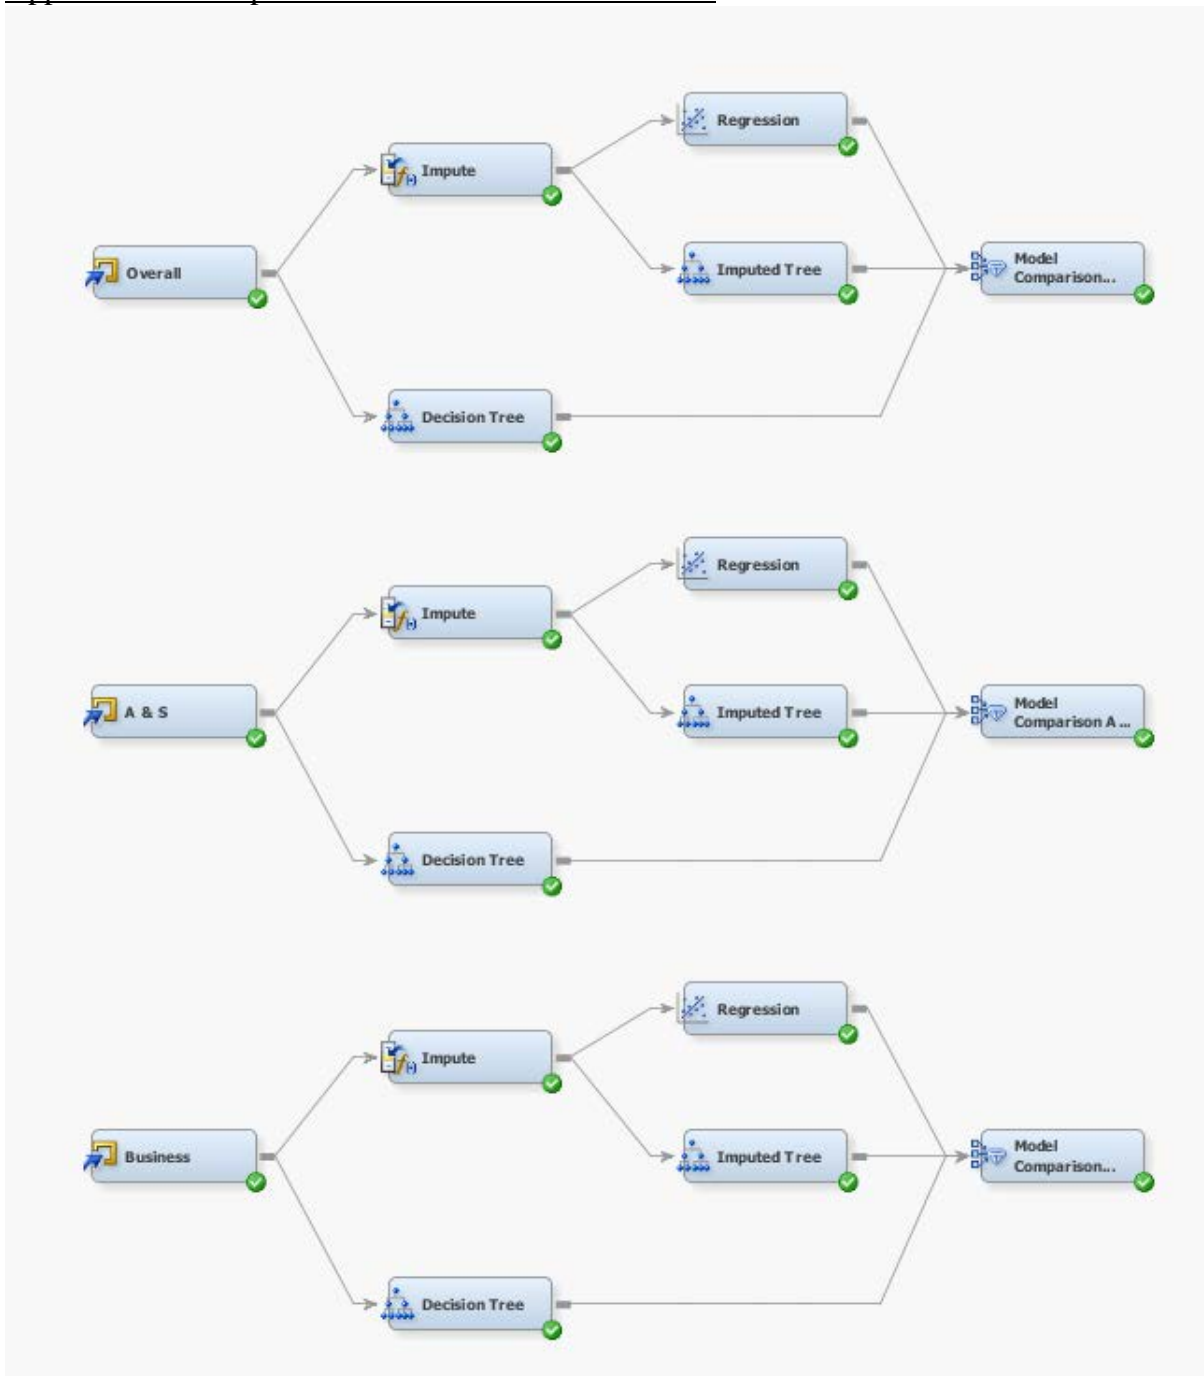 Regression
Impute
Overall
Imputed Tree
Model
Comparison...
Decision Tree
Regression
Impute
A & S
Imputed Tree
Model
Comparison A ...
Decision Tree
Regression
Impute
Business
Imputed Tree
Model
Comparison...
Decision Tree